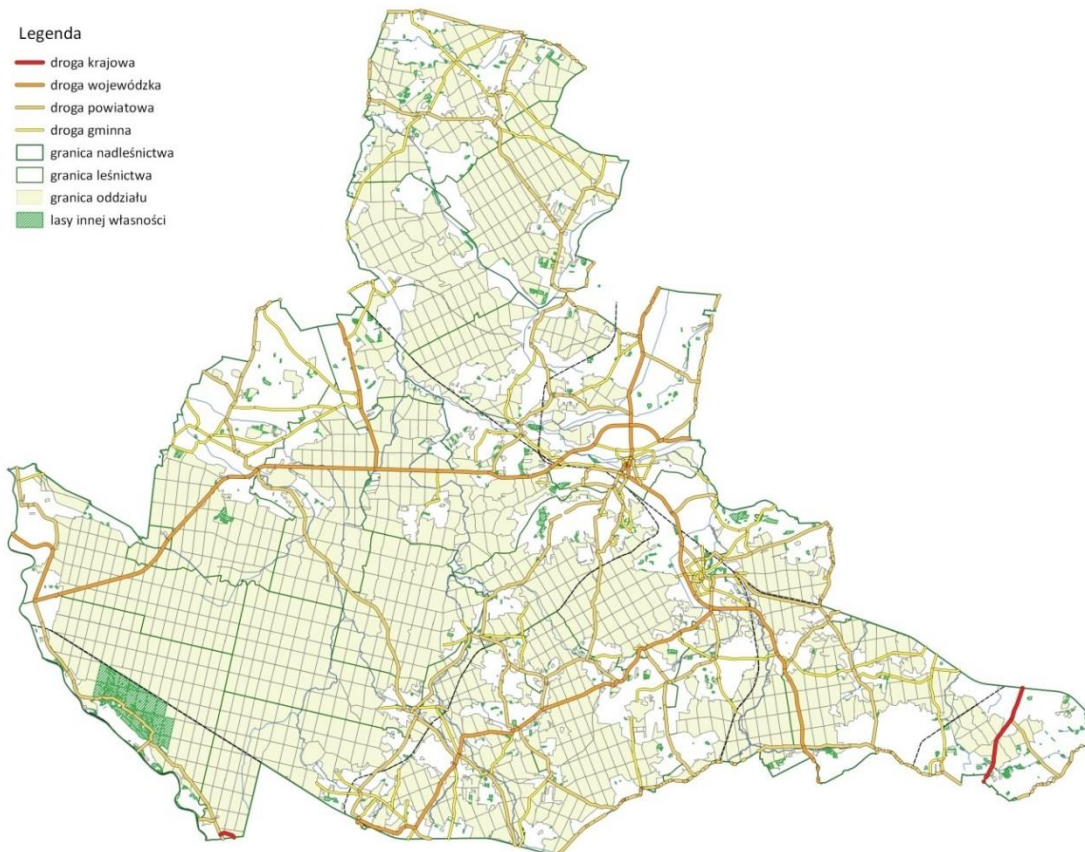 Legenda
droga krajowa
droga wojewódzka
droga powiatowa
droga gminna
granica nadleśnictwa
granica leśnictwa
granica oddziału
lasy innej własności